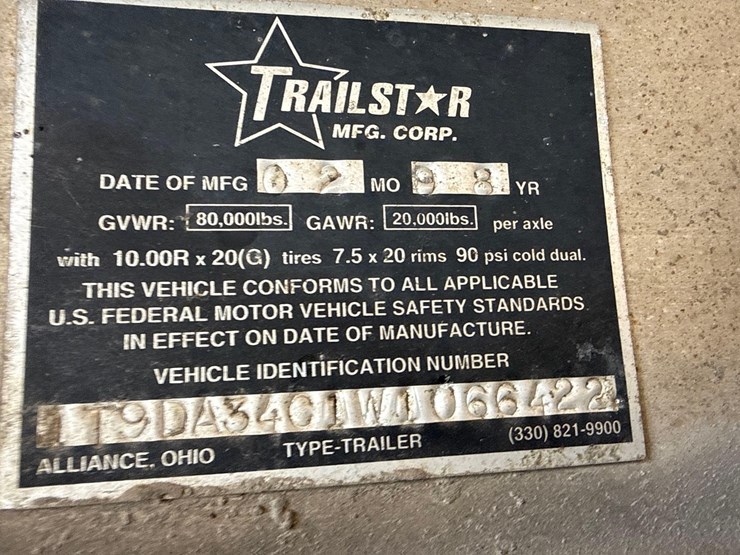 TRAILST★R
MFG. CORP.
DATE OF MFG 02 MO 98 YR
GVWR: 80,000lbs. GAWR: 20,000lbs. per axle
with 10.00R x 20(G) tires 7.5 x 20 rims 90 psi cold dual.
THIS VEHICLE CONFORMS TO ALL APPLICABLE
U.S. FEDERAL MOTOR VEHICLE SAFETY STANDARDS
IN EFFECT ON DATE OF MANUFACTURE.
VEHICLE IDENTIFICATION NUMBER
1T9DA34C1W1066422
ALLIANCE, OHIO TYPE-TRAILER (330) 821-9900